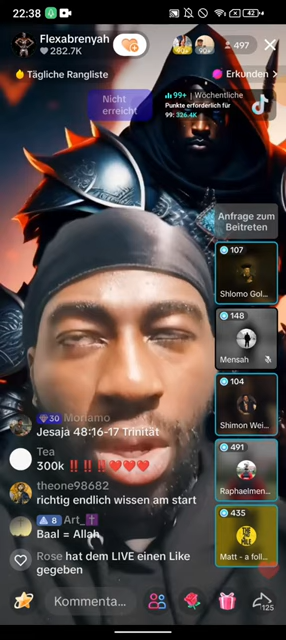 22:38
42
Flexabrenyah
282.7K
497
Tägliche Rangliste
Erkunden >
Nicht erreicht
99+ | Wöchentliche
Punkte erforderlich für
99: 326.4K
Anfrage zum
Beitreten
107
Shlomo Gol...
148
Mensah
104
Shimon Wei...
491
Raphaelmen...
435
THE
POLE
Matt - a foll...
30 Moriamo
Jesaja 48:16-17 Trinität
Tea
300k ‼️‼️‼️❤️❤️❤️
theone98682
richtig endlich wissen am start
8 Art_✝️
Baal = Allah
Rose hat dem LIVE einen Like
gegeben
Kommenta...
125